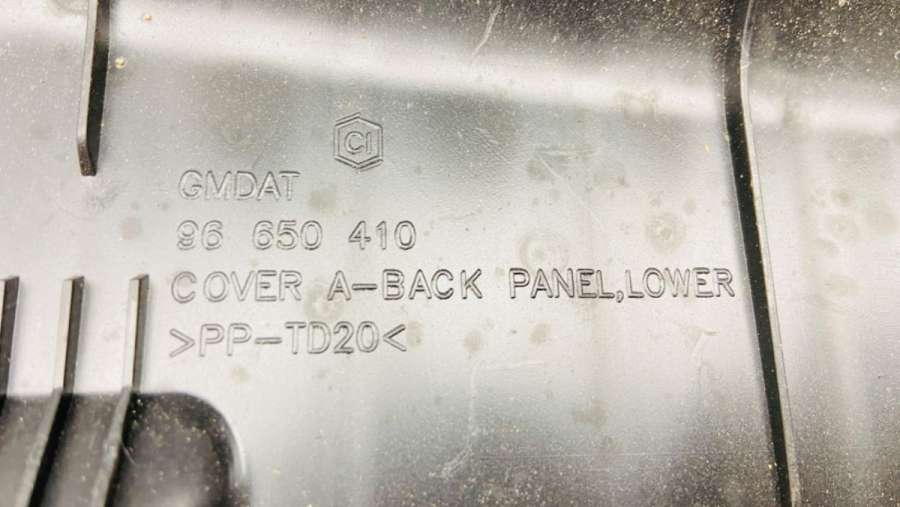 CI
GMDAT
96 650 410
COVER A-BACK PANEL,LOWER
>PP-TD20<